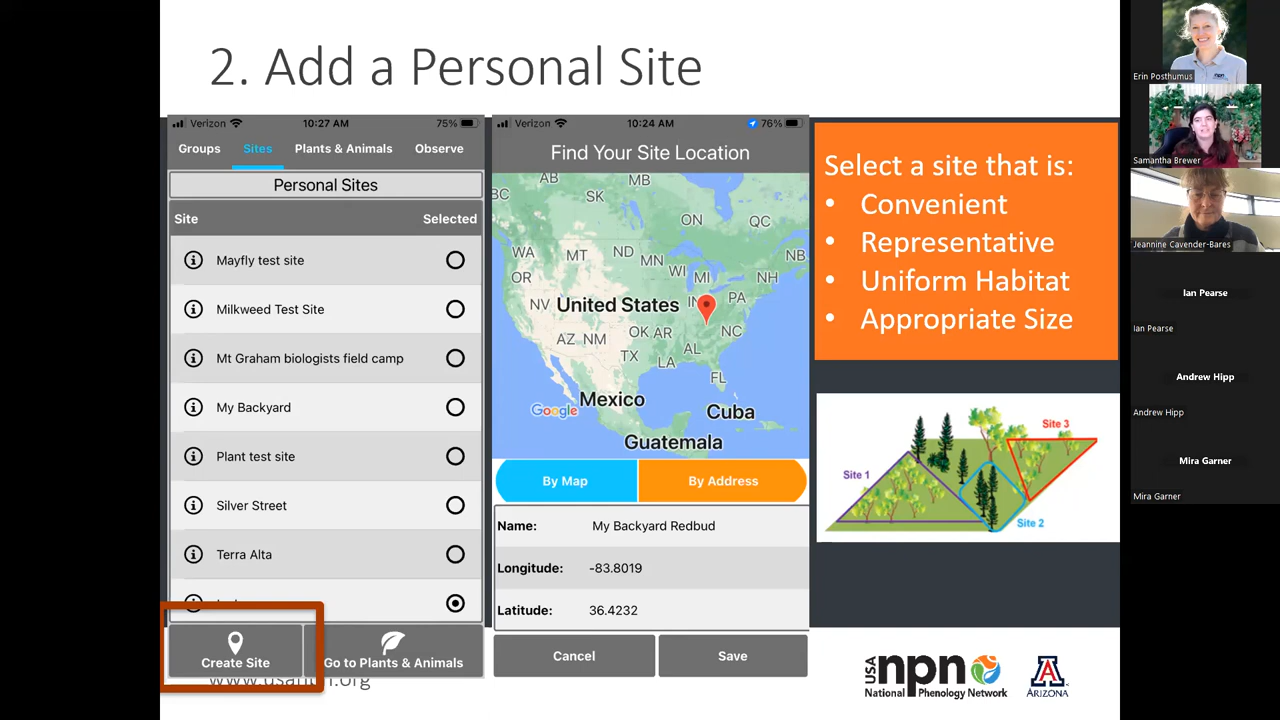 2. Add a Personal Site
Verizon 10:27 AM 75%
Groups Sites Plants & Animals Observe
Personal Sites
Site Selected
Mayfly test site
Milkweed Test Site
Mt Graham biologists field camp
My Backyard
Plant test site
Silver Street
Terra Alta
Create Site
Go to Plants & Animals
Verizon 10:24 AM 76%
Find Your Site Location
BC AB SK MB ON QC
WA MT ND MN WI MI NB
OR NH
NV United States IN PA
AZ NM OK AR NC
TX LA AL
FL
Mexico
Google
Cuba
Guatemala
By Map By Address
Name: My Backyard Redbud
Longitude: -83.8019
Latitude: 36.4232
Cancel Save
Select a site that is:
• Convenient
• Representative
• Uniform Habitat
• Appropriate Size
Site 1
Site 2
Site 3
USA npn
National Phenology Network
A
ARIZONA
npn
Erin Posthumus
Samantha Brewer
Jeannine Cavender-Bares
Ian Pearse
Ian Pearse
Andrew Hipp
Andrew Hipp
Mira Garner
Mira Garner